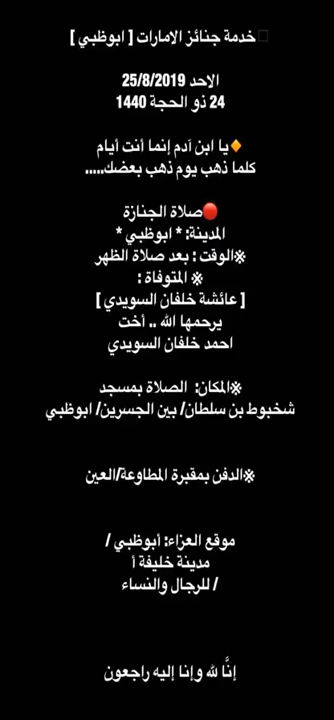 خدمة جنائز الامارات [ ابوظبي ]
الاحد 25/8/2019
24 ذو الحجة 1440
🔸يا ابن آدم إنما أنت أيام
كلما ذهب يوم ذهب بعضك.....
🔴صلاة الجنازة
المدينة: * ابوظبي *
※الوقت : بعد صلاة الظهر
※ المتوفاة :
[ عائشة خلفان السويدي ]
يرحمها الله .. أخت
احمد خلفان السويدي
※المكان: الصلاة بمسجد
شخبوط بن سلطان/ بين الجسرين/ ابوظبي
※الدفن بمقبرة المطاوعة/العين
موقع العزاء: أبوظبي /
مدينة خليفة أ
/ للرجال والنساء
إنَّا لله وإنا إليه راجعون